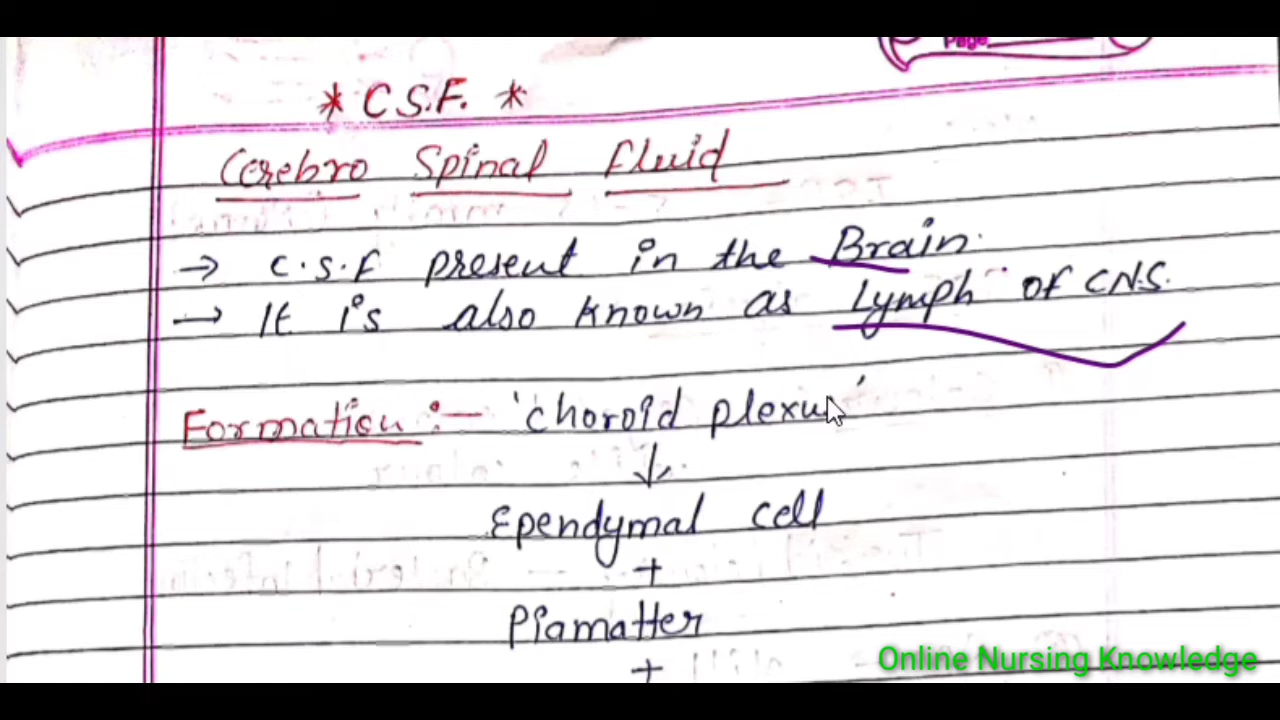 Page
* C.S.F. *
Cerebro Spinal Fluid
→ C.S.F present in the Brain.
→ It is also known as Lymph of C.N.S.
Formation :- 'choroid plexus'
↓
Ependymal cell
+
Piamatter
+
Online Nursing Knowledge